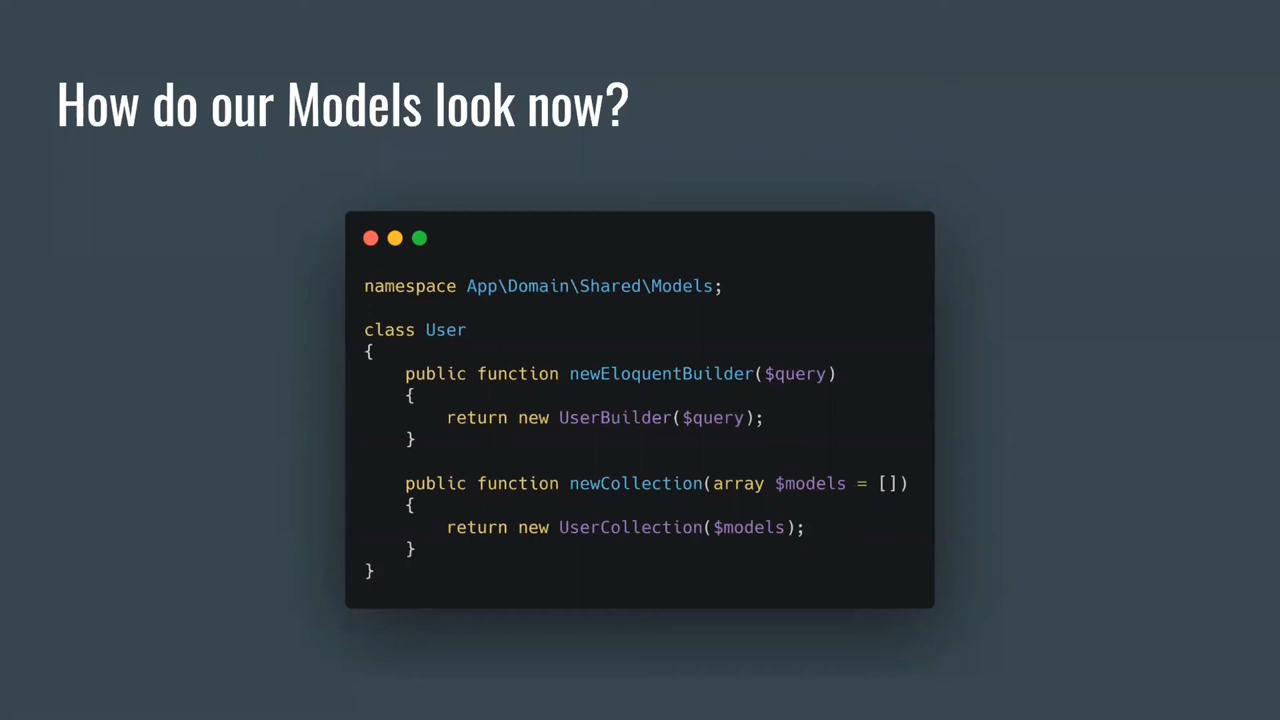 How do our Models look now?
namespace App\Domain\Shared\Models;
class User
{
    public function newEloquentBuilder($query)
    {
        return new UserBuilder($query);
    }
    public function newCollection(array $models = [])
    {
        return new UserCollection($models);
    }
}